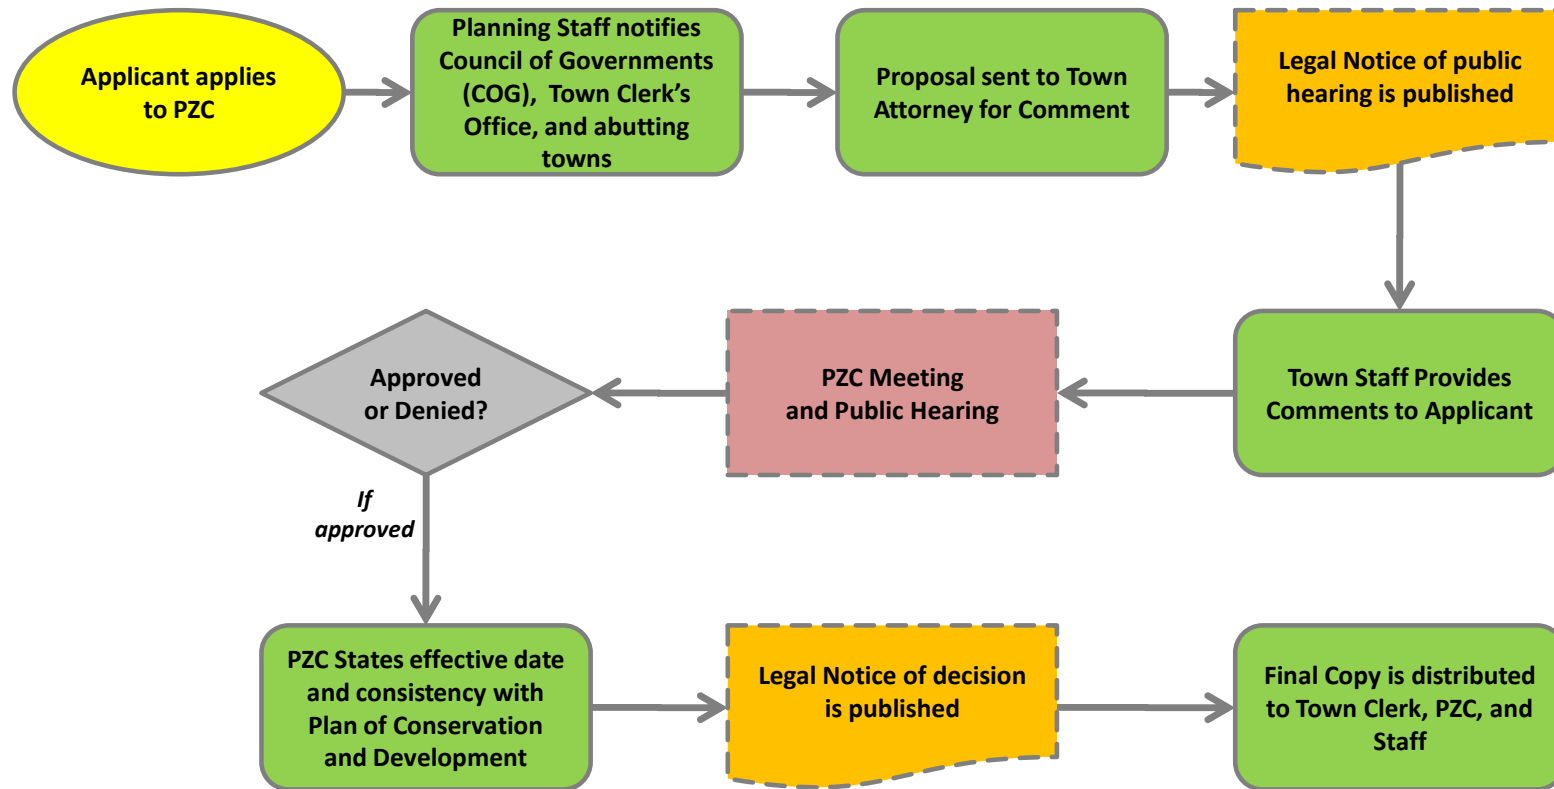 Applicant applies
to PZC
Planning Staff notifies
Council of Governments
(COG), Town Clerk's
Office, and abutting
towns
Proposal sent to Town
Attorney for Comment
Legal Notice of public
hearing is published
Town Staff Provides
Comments to Applicant
PZC Meeting
and Public Hearing
Approved
or Denied?
If
approved
PZC States effective date
and consistency with
Plan of Conservation
and Development
Legal Notice of decision
is published
Final Copy is distributed
to Town Clerk, PZC, and
Staff